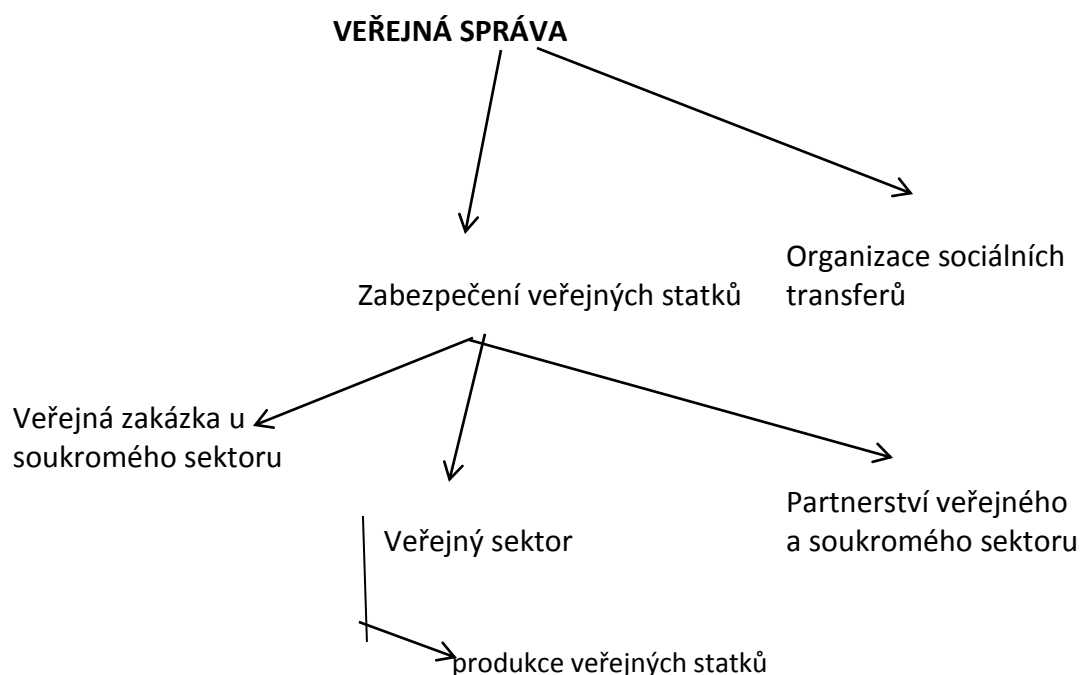 VEŘEJNÁ SPRÁVA
Organizace sociálních
transferů
Zabezpečení veřejných statků
Veřejná zakázka u
soukromého sektoru
Partnerství veřejného
a soukromého sektoru
Veřejný sektor
produkce veřejných statků